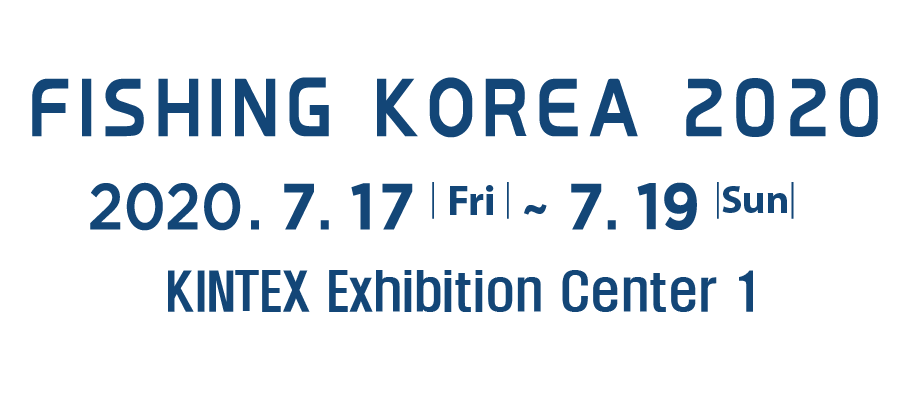 FISHING KOREA 2020
2020. 7. 17 |Fri| ~ 7. 19 |Sun|
KINTEX Exhibition Center 1